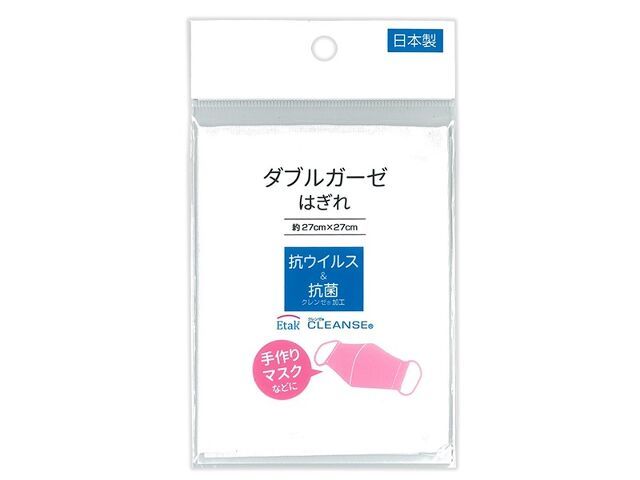 日本製
ダブルガーゼ
はぎれ
約27cm×27cm
抗ウイルス
&
抗菌
クレンゼ®加工
Etak®
クレンゼ®
CLEANSE®
手作り
マスク
などに